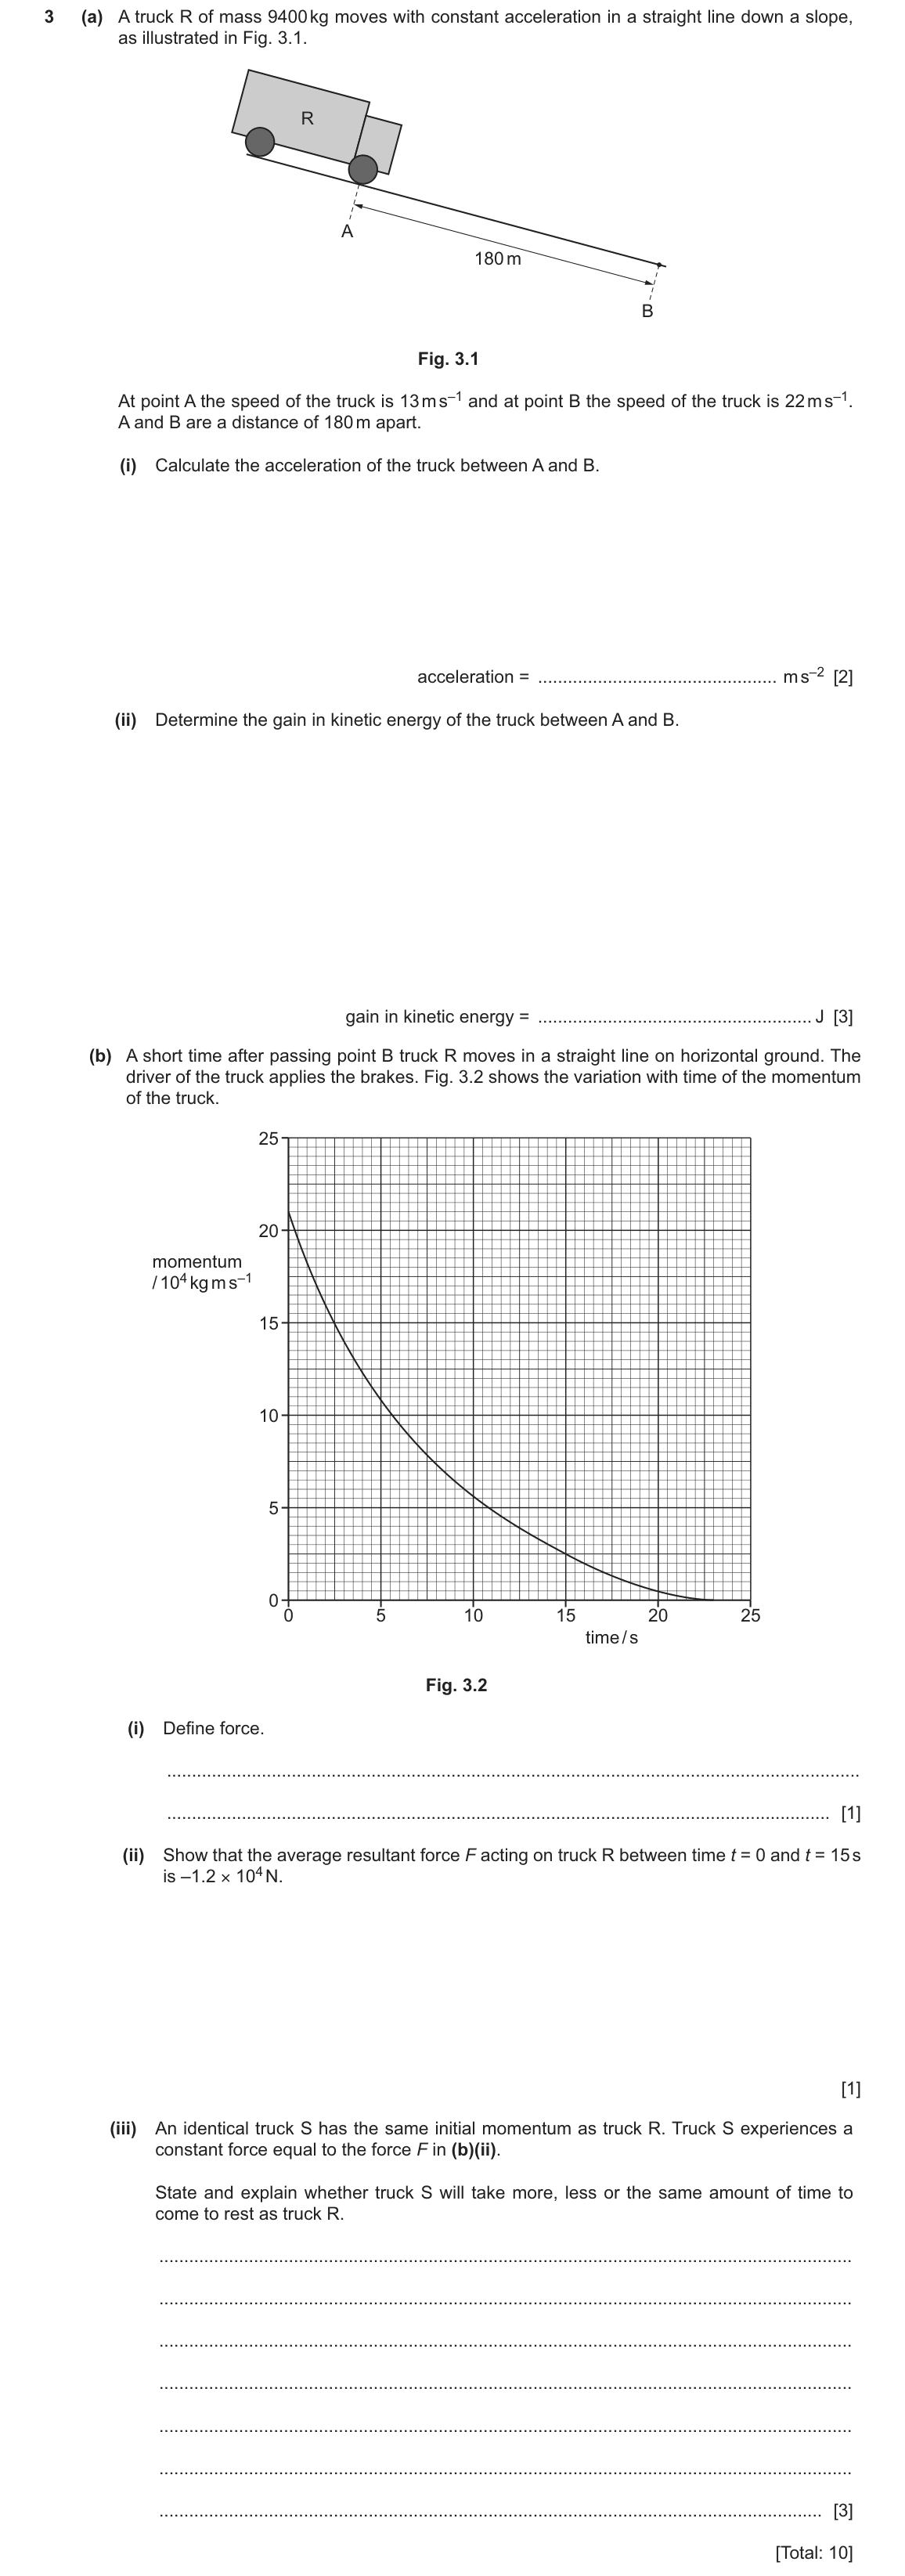 3 (a) A truck R of mass 9400 kg moves with constant acceleration in a straight line down a slope,
as illustrated in Fig. 3.1.
R
A
180 m
B
Fig. 3.1
At point A the speed of the truck is 13 m s⁻¹ and at point B the speed of the truck is 22 m s⁻¹.
A and B are a distance of 180 m apart.
(i) Calculate the acceleration of the truck between A and B.
acceleration = ................................................ m s⁻² [2]
(ii) Determine the gain in kinetic energy of the truck between A and B.
gain in kinetic energy = ....................................................... J [3]
(b) A short time after passing point B truck R moves in a straight line on horizontal ground. The
driver of the truck applies the brakes. Fig. 3.2 shows the variation with time of the momentum
of the truck.
25
20
momentum
/ 10⁴ kg m s⁻¹
15
10
5
0
0 5 10 15 20 25
time / s
Fig. 3.2
(i) Define force.
...........................................................................................................................................
..................................................................................................................................... [1]
(ii) Show that the average resultant force F acting on truck R between time t = 0 and t = 15 s
is –1.2 × 10⁴ N.
[1]
(iii) An identical truck S has the same initial momentum as truck R. Truck S experiences a
constant force equal to the force F in (b)(ii).
State and explain whether truck S will take more, less or the same amount of time to
come to rest as truck R.
...........................................................................................................................................
...........................................................................................................................................
...........................................................................................................................................
...........................................................................................................................................
...........................................................................................................................................
...........................................................................................................................................
..................................................................................................................................... [3]
[Total: 10]